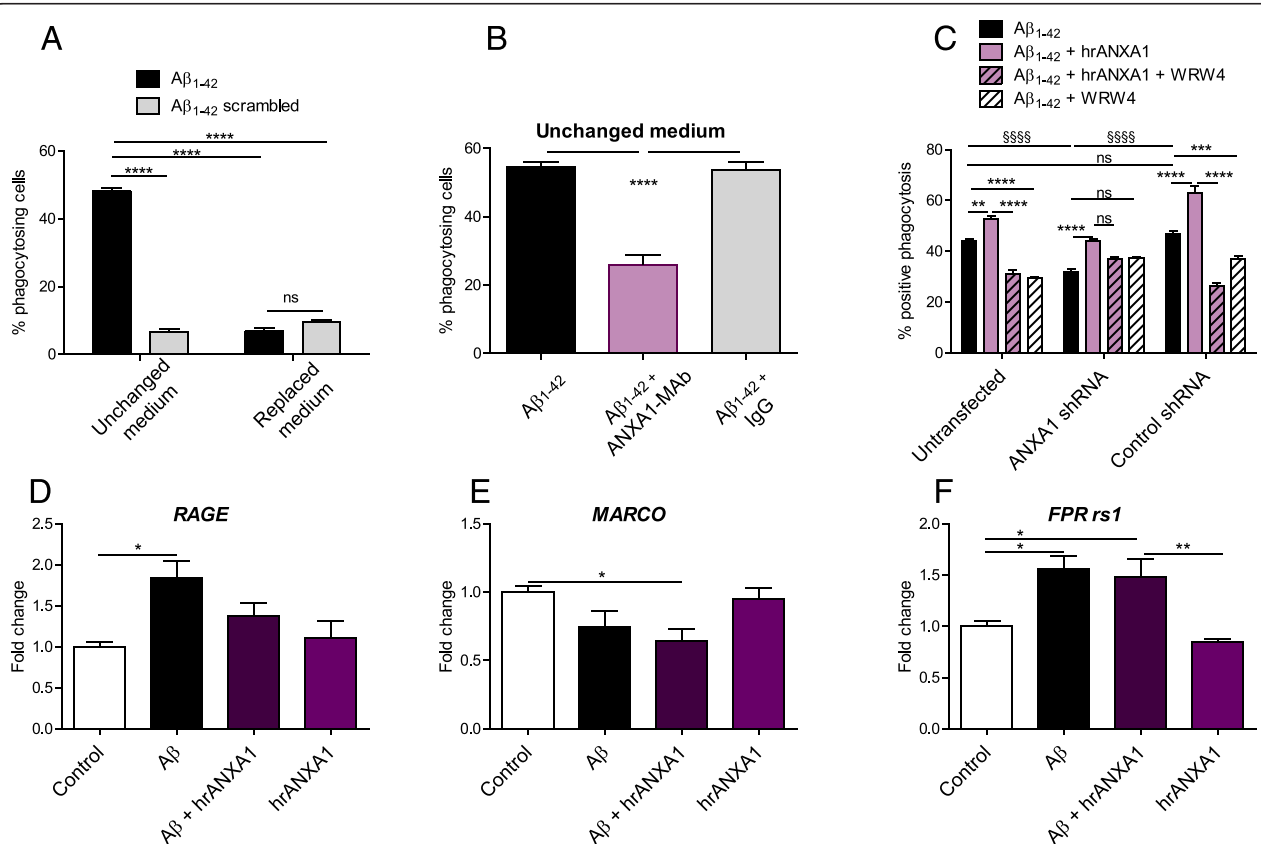 A
Aβ1-42
Aβ1-42 scrambled
% phagocytosing cells
60
40
20
0
****
****
****
ns
Unchanged medium
Replaced medium
B
Unchanged medium
% phagocytosing cells
60
40
20
0
****
Aβ1-42
Aβ1-42 + ANXA1-MAb
Aβ1-42 + IgG
C
Aβ1-42
Aβ1-42 + hrANXA1
Aβ1-42 + hrANXA1 + WRW4
Aβ1-42 + WRW4
% positive phagocytosis
80
60
40
20
0
§§§§ §§§§
ns
***
****
** ****
ns
ns
****
**** ****
Untransfected
ANXA1 shRNA
Control shRNA
D
RAGE
Fold change
2.5
2.0
1.5
1.0
0.5
0.0
*
Control
Aβ
Aβ + hrANXA1
hrANXA1
E
MARCO
Fold change
1.5
1.0
0.5
0.0
*
Control
Aβ
Aβ + hrANXA1
hrANXA1
F
FPR rs1
Fold change
2.0
1.5
1.0
0.5
0.0
*
*
**
Control
Aβ
Aβ + hrANXA1
hrANXA1